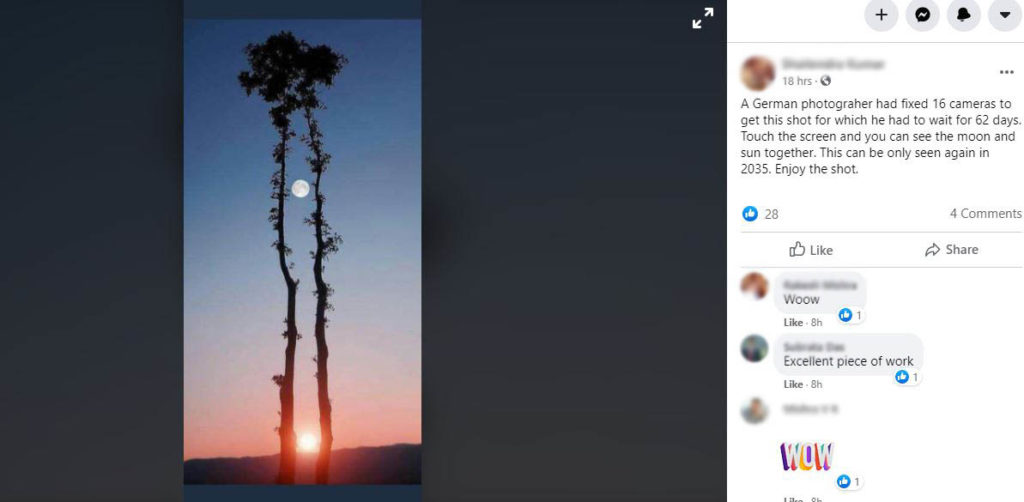 18 hrs ·
A German photograher had fixed 16 cameras to
get this shot for which he had to wait for 62 days.
Touch the screen and you can see the moon and
sun together. This can be only seen again in
2035. Enjoy the shot.
28
4 Comments
Like
Share
Woow
Like · 8h
1
Excellent piece of work
Like · 8h
1
WOW
1
Like 8h